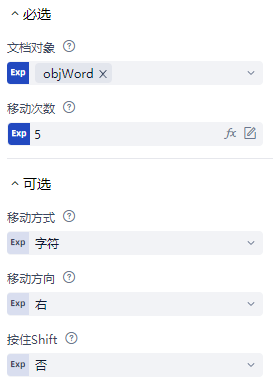 必选
文档对象
Exp objWord
移动次数
Exp 5 fx
可选
移动方式
Exp 字符
移动方向
Exp 右
按住Shift
Exp 否